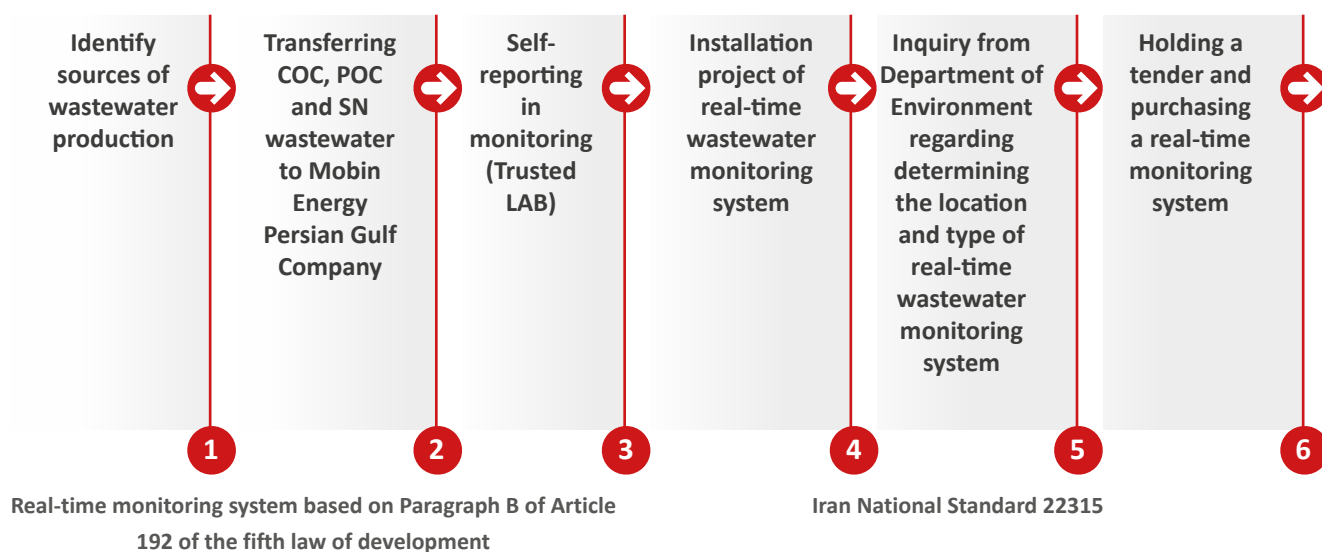 Identify
sources of
wastewater
production
1
Transferring
COC, POC
and SN
wastewater
to Mobin
Energy
Persian Gulf
Company
2
Self-
reporting
in
monitoring
(Trusted
LAB)
3
Installation
project of
real-time
wastewater
monitoring
system
4
Inquiry from
Department of
Environment
regarding
determining
the location
and type of
real-time
wastewater
monitoring
system
5
Holding a
tender and
purchasing
a real-time
monitoring
system
6
Real-time monitoring system based on Paragraph B of Article
192 of the fifth law of development
Iran National Standard 22315